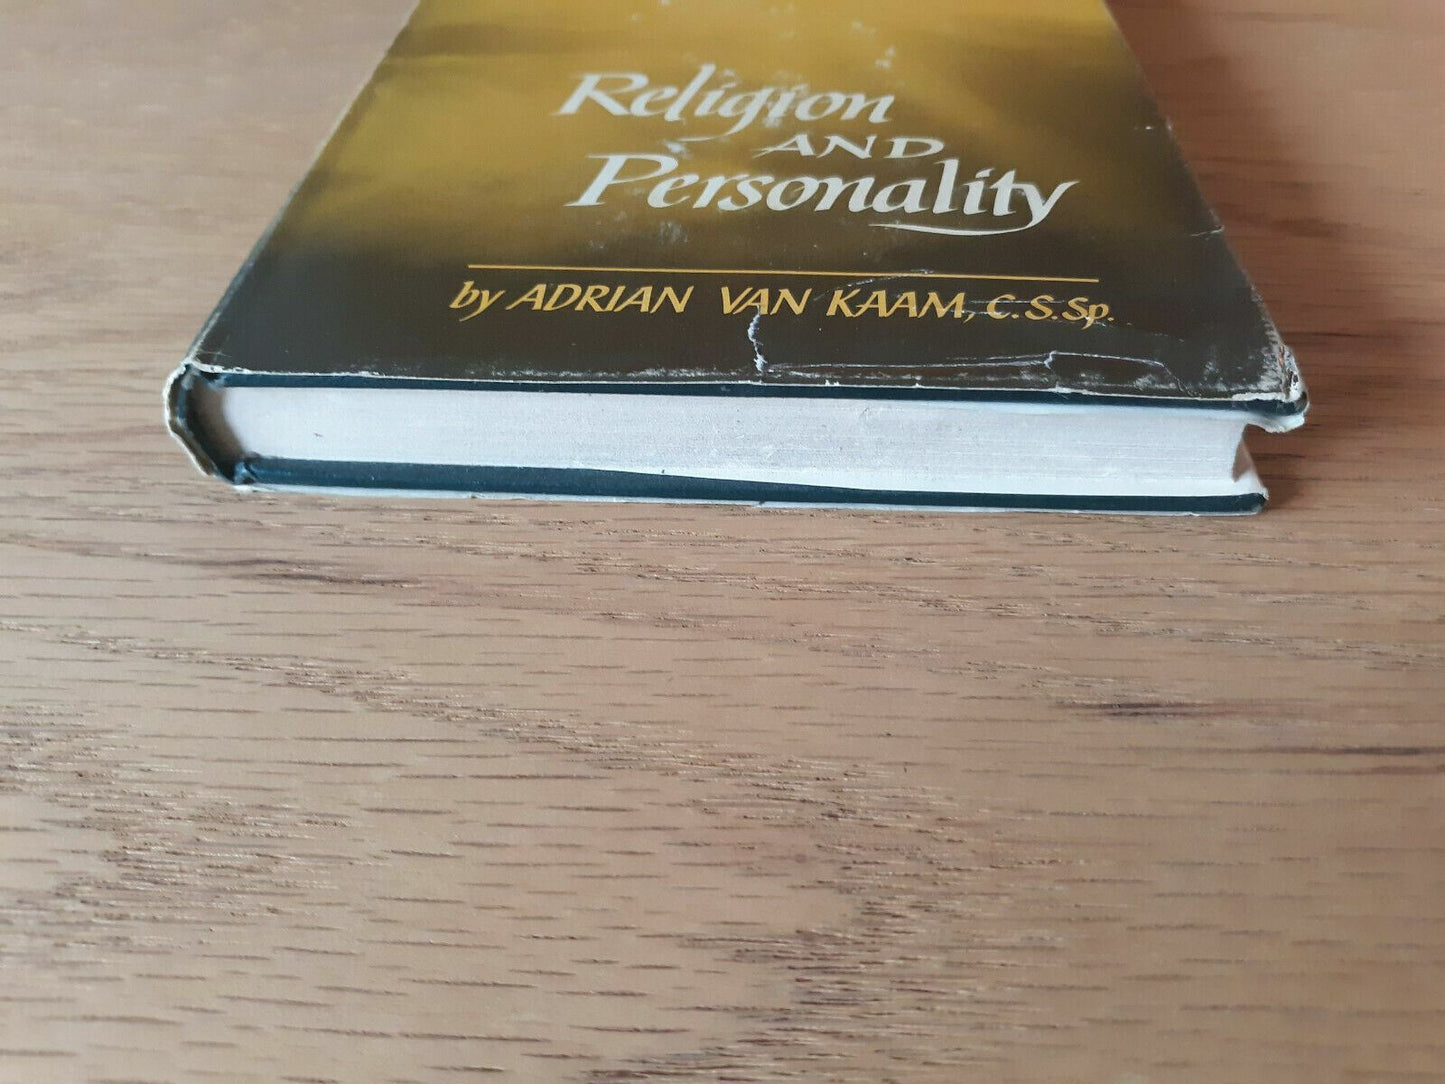 Religion
AND
Personality
by ADRIAN VAN KAAM, C.S.Sp.